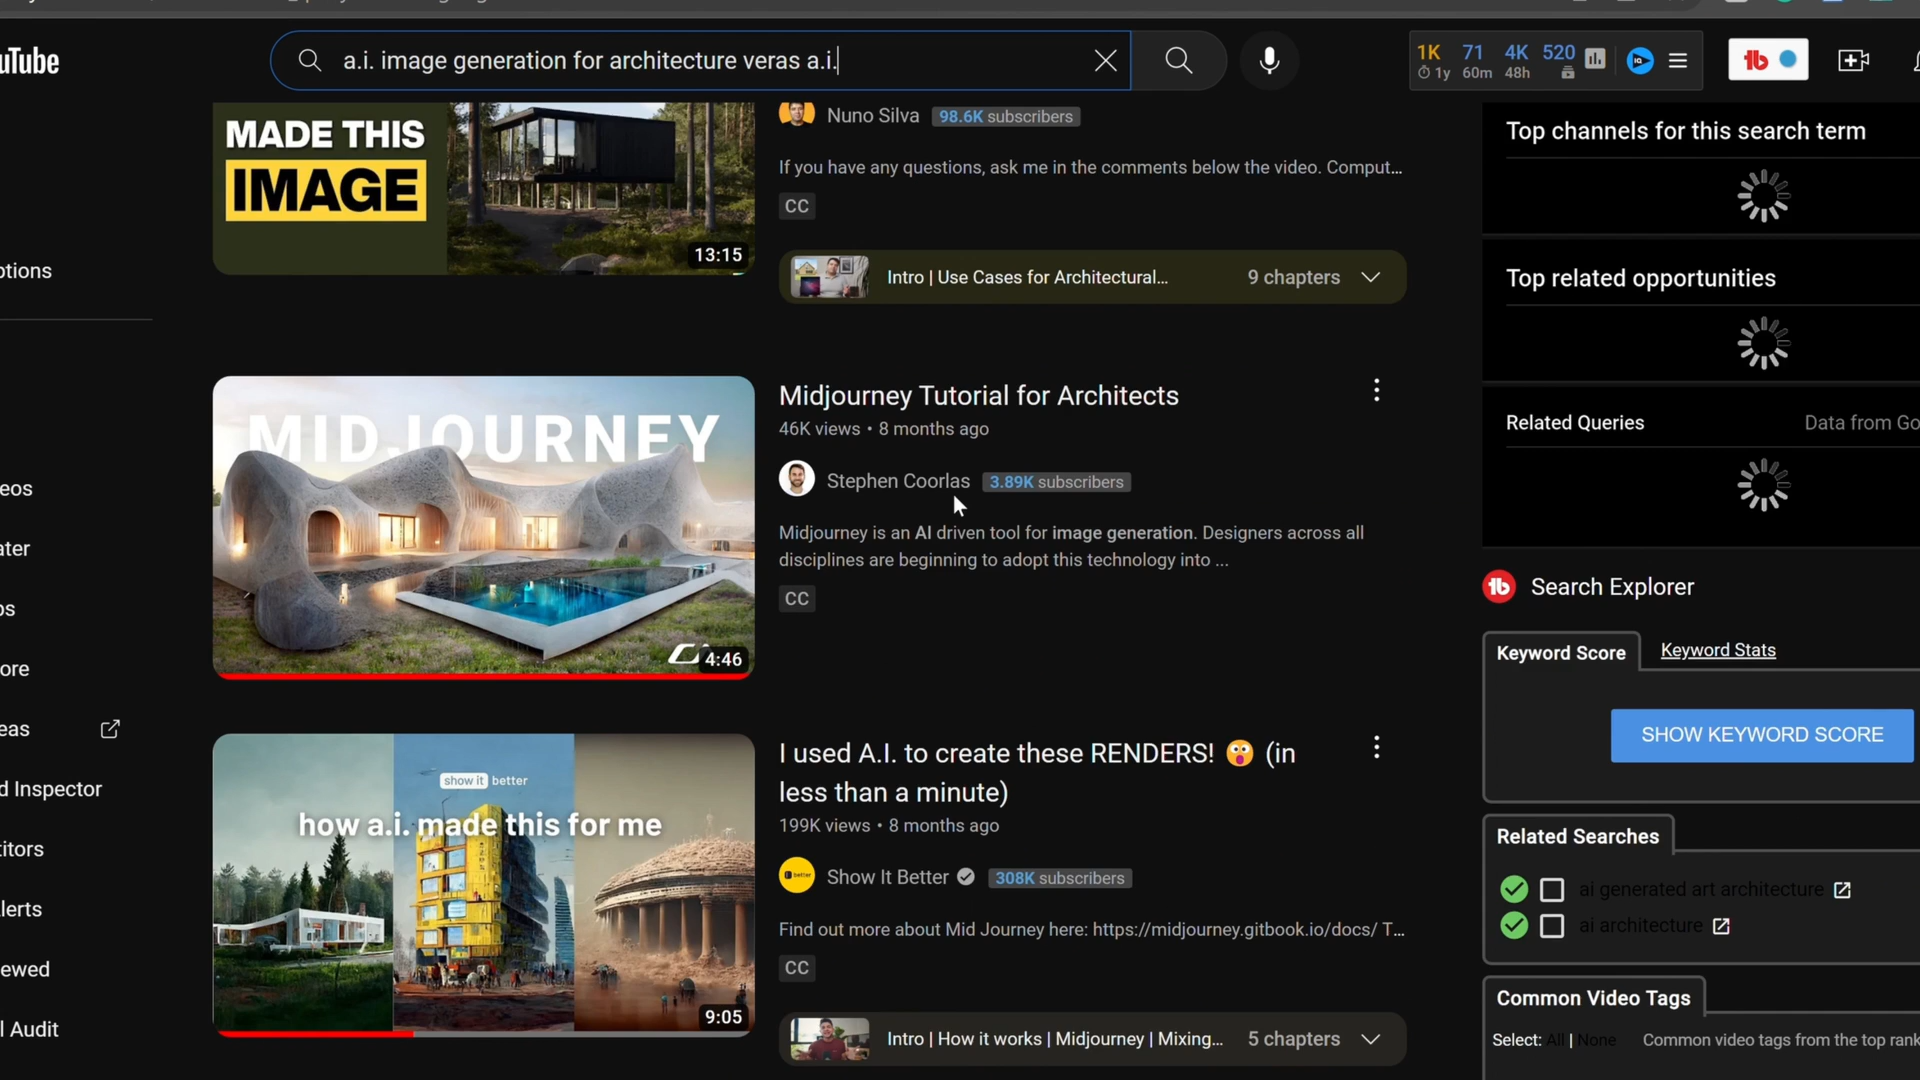 uTube
a.i. image generation for architecture veras a.i.
1K 71 4K 520
1y 60m 48h
MADE THIS
IMAGE
13:15
Nuno Silva 98.6K subscribers
If you have any questions, ask me in the comments below the video. Comput...
CC
Intro | Use Cases for Architectural... 9 chapters
MIDJOURNEY
4:46
Midjourney Tutorial for Architects
46K views • 8 months ago
Stephen Coorlas 3.89K subscribers
Midjourney is an AI driven tool for image generation. Designers across all
disciplines are beginning to adopt this technology into ...
CC
show it better
how a.i. made this for me
9:05
I used A.I. to create these RENDERS! 😲 (in
less than a minute)
199K views • 8 months ago
Show It Better 308K subscribers
Find out more about Mid Journey here: https://midjourney.gitbook.io/docs/ T...
CC
Intro | How it works | Midjourney | Mixing... 5 chapters
ptions
eos
ater
ps
ore
eas
d Inspector
titors
lerts
ewed
l Audit
Top channels for this search term
Top related opportunities
Related Queries Data from Go
Search Explorer
Keyword Score Keyword Stats
SHOW KEYWORD SCORE
Related Searches
ai generated art architecture
ai architecture
Common Video Tags
Select: All | None Common video tags from the top rank